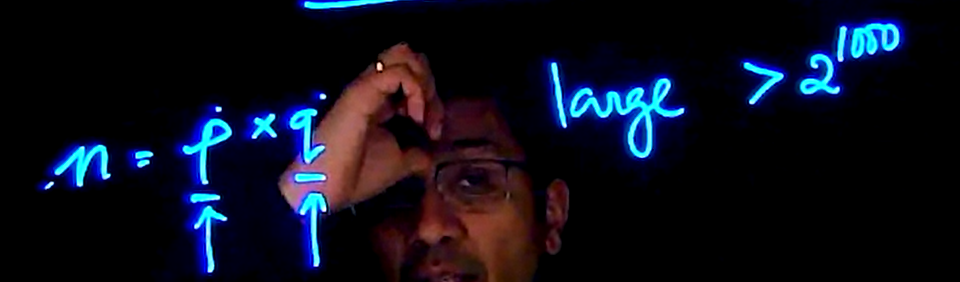 n = p × q
large > 2^1000